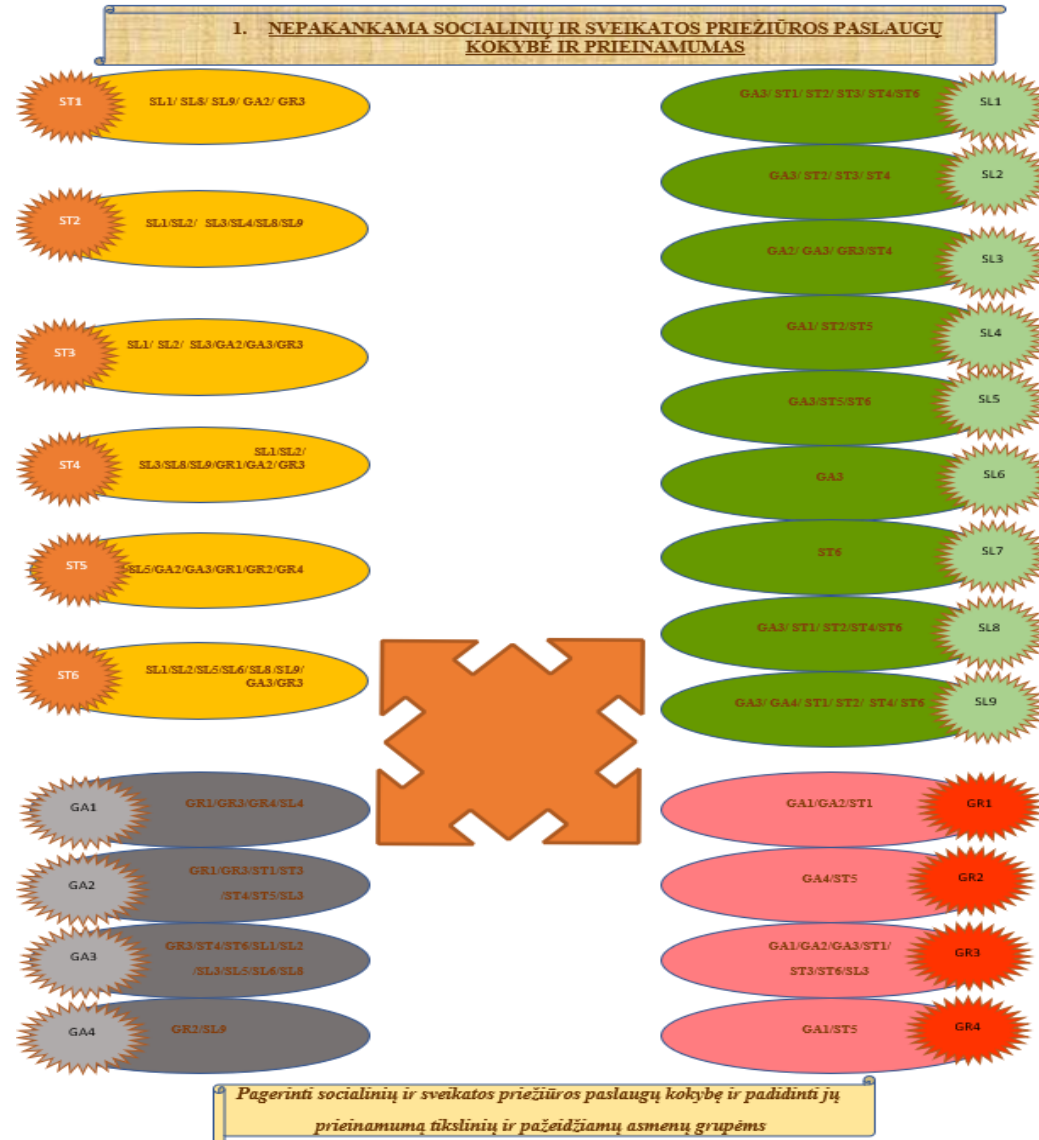 1. NEPAKANKAMA SOCIALINIŲ IR SVEIKATOS PRIEŽIŪROS PASLAUGŲ
KOKYBĖ IR PRIEINAMUMAS
ST1
SL1/ SL8/ SL9/ GA2/ GR3
ST2
SL1/SL2/ SL3/SL4/SL8/SL9
ST3
SL1/ SL2/ SL3/GA2/GA3/GR3
ST4
SL1/SL2/
SL3/SL8/SL9/GR1/GA2/GR3
ST5
/SL5/GA2/GA3/GR1/GR2/GR4
ST6
SL1/SL2/SL5/SL6/SL8/SL9/
GA3/GR3
GA3/ ST1/ ST2/ ST3/ ST4/ST6
SL1
GA3/ ST2/ ST3/ ST4
SL2
GA2/ GA3/ GR3/ST4
SL3
GA1/ ST2/ST5
SL4
GA3/ST5/ST6
SL5
GA3
SL6
ST6
SL7
GA3/ ST1/ ST2/ST4/ST6
SL8
GA3/ GA4/ ST1/ ST2/ ST4/ ST6
SL9
GA1
GR1/GR3/GR4/SL4
GA2
GR1/GR3/ST1/ST3
/ST4/ST5/SL3
GA3
GR3/ST4/ST6/SL1/SL2
/SL3/SL5/SL6/SL8
GA4
GR2/SL9
GA1/GA2/ST1
GR1
GA4/ST5
GR2
GA1/GA2/GA3/ST1/
ST3/ST6/SL3
GR3
GA1/ST5
GR4
Pagerinti socialinių ir sveikatos priežiūros paslaugų kokybę ir padidinti jų
prieinamumą tikslinių ir pažeidžiamų asmenų grupėms